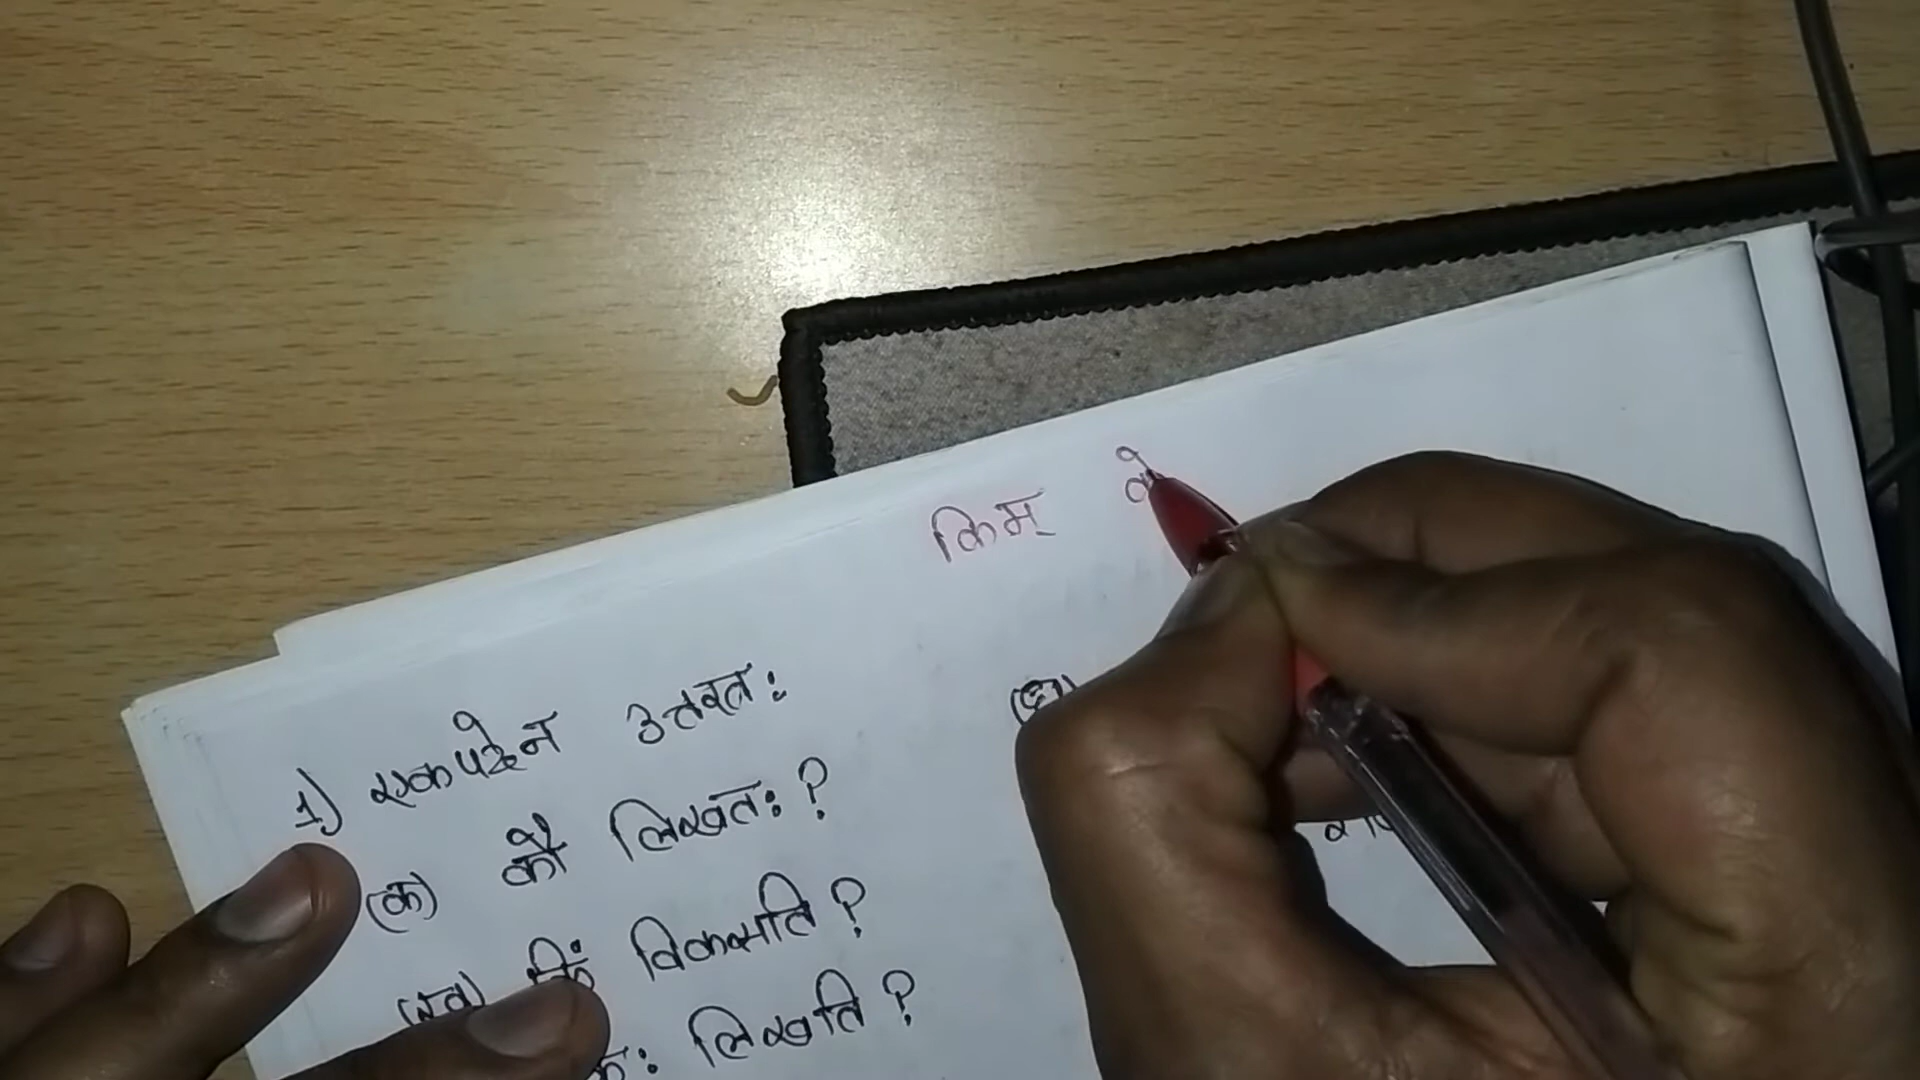 किम् के
1) एकपदेन उत्तरत:
(क) कौ लिखत: ?
(ख) किं विकसति ?
क: लिखति ?
(घ)